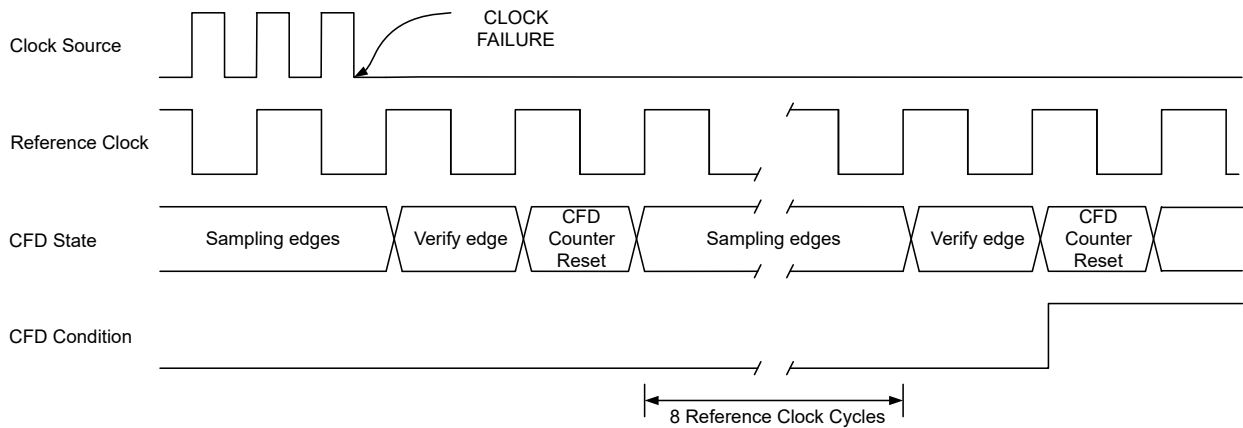 CLOCK
FAILURE
Clock Source
Reference Clock
CFD State
Sampling edges
Verify edge
CFD
Counter
Reset
Sampling edges
Verify edge
CFD
Counter
Reset
CFD Condition
8 Reference Clock Cycles